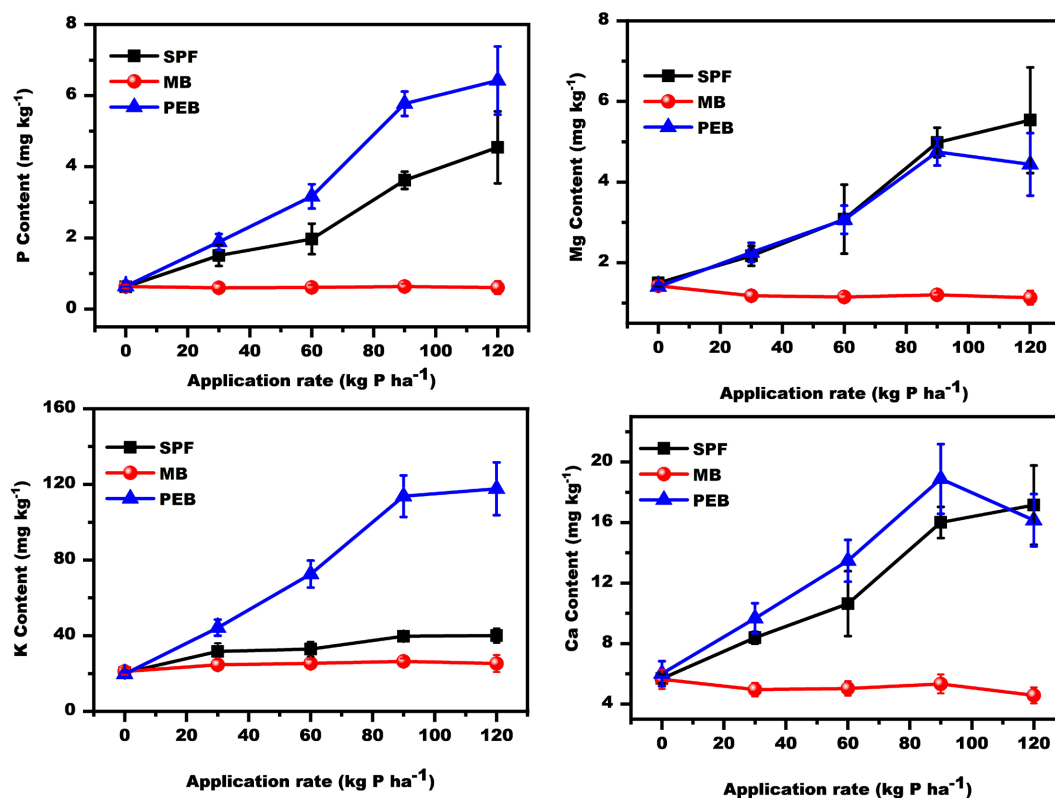 8
6
4
2
0
P Content (mg kg⁻¹)
SPF
MB
PEB
0 20 40 60 80 100 120
Application rate (kg P ha⁻¹)
8
6
4
2
Mg Content (mg kg⁻¹)
SPF
MB
PEB
0 20 40 60 80 100 120
Application rate (kg P ha⁻¹)
160
120
80
40
0
K Content (mg kg⁻¹)
SPF
MB
PEB
0 20 40 60 80 100 120
Application rate (kg P ha⁻¹)
20
16
12
8
4
Ca Content (mg kg⁻¹)
SPF
MB
PEB
0 20 40 60 80 100 120
Application rate (kg P ha⁻¹)